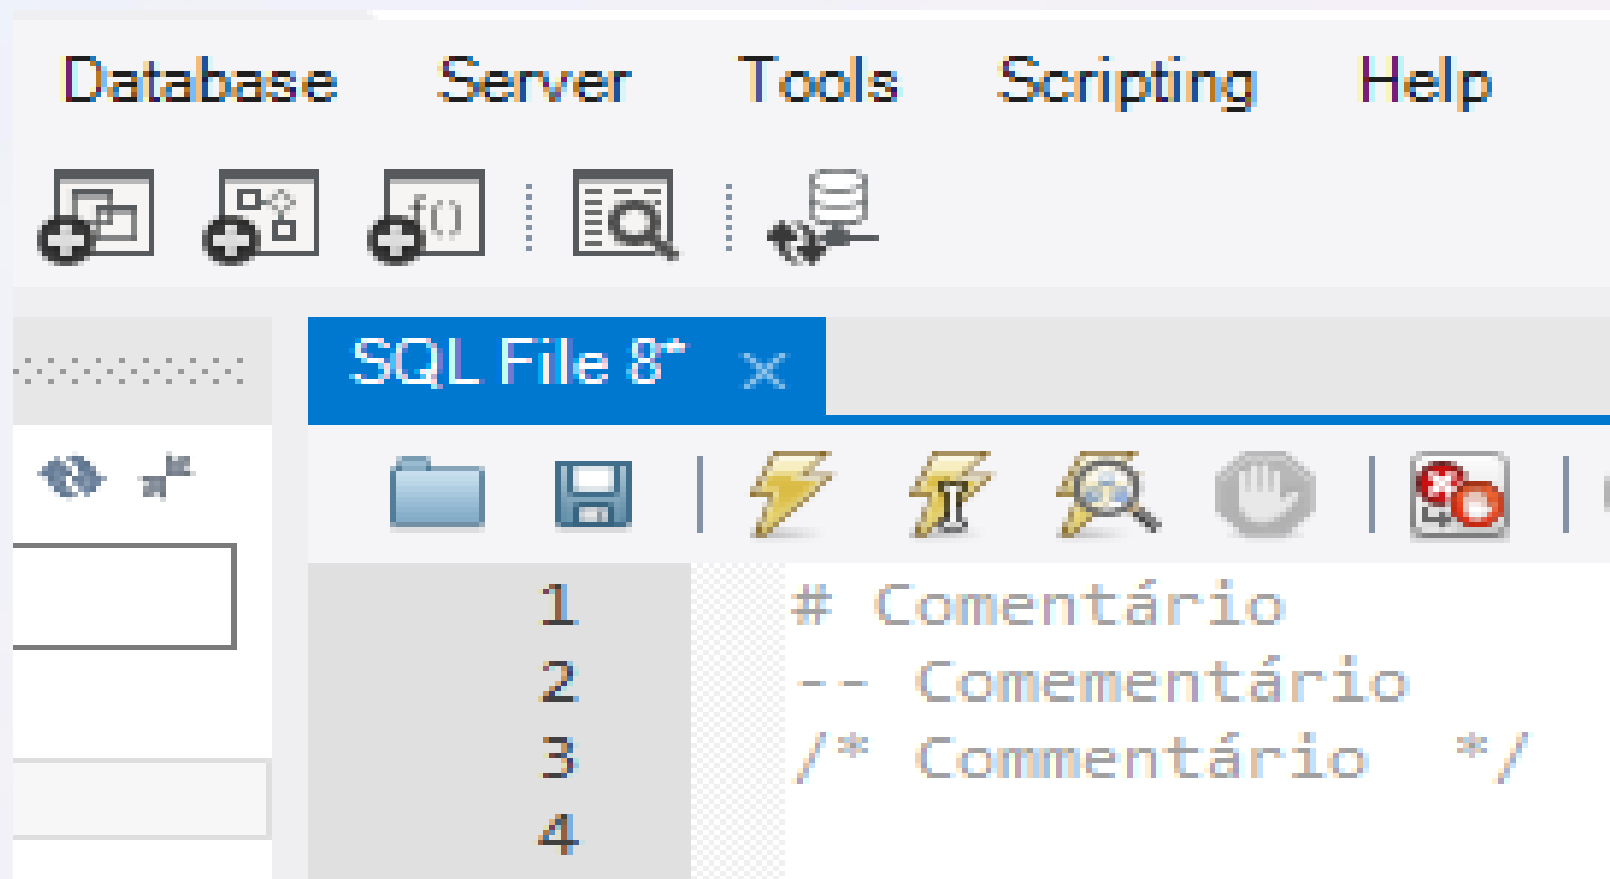 Database Server Tools Scripting Help
f()
SQL File 8*
1 # Comentário
2 -- Comementário
3 /* Commentário */
4